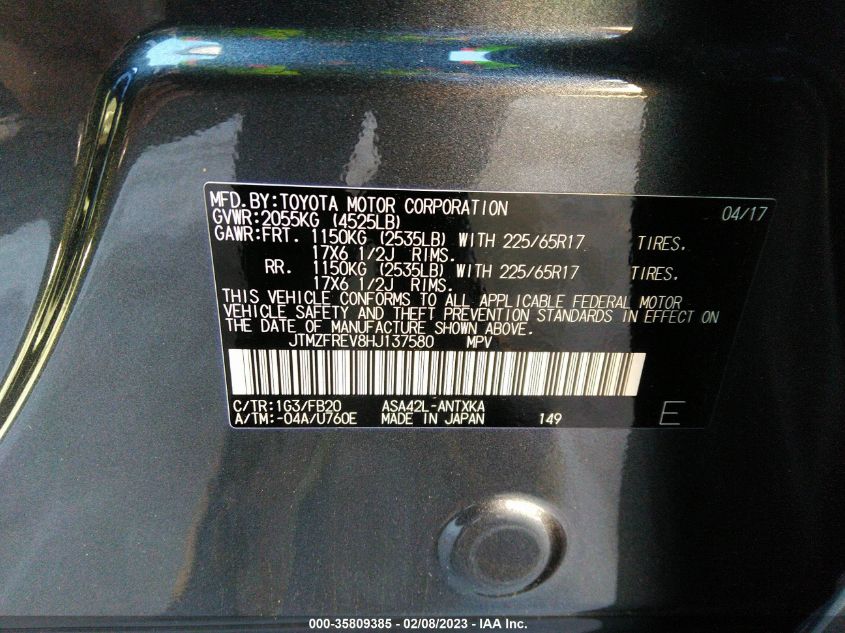 MFD.BY:TOYOTA MOTOR CORPORATION 04/17
GVWR:2055KG (4525LB)
GAWR:FRT. 1150KG (2535LB) WITH 225/65R17 TIRES.
17X6 1/2J RIMS.
RR. 1150KG (2535LB) WITH 225/65R17 TIRES.
17X6 1/2J RIMS.
THIS VEHICLE CONFORMS TO ALL APPLICABLE FEDERAL MOTOR
VEHICLE SAFETY AND THEFT PREVENTION STANDARDS IN EFFECT ON
THE DATE OF MANUFACTURE SHOWN ABOVE.
JTMZFREV8HJ137580 MPV
C/TR:1G3/FB20 ASA42L-ANTXKA
A/TM:-04A/U760E MADE IN JAPAN 149 E
000-35809385 - 02/08/2023 - IAA Inc.